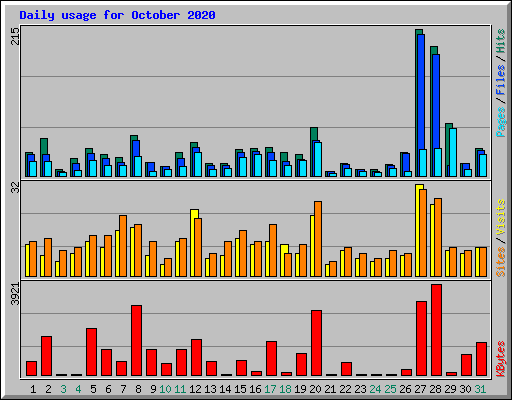 Daily usage for October 2020
215
Pages / Files / Hits
32
Sites / Visits
3921
KBytes
1 2 3 4 5 6 7 8 9 10 11 12 13 14 15 16 17 18 19 20 21 22 23 24 25 26 27 28 29 30 31